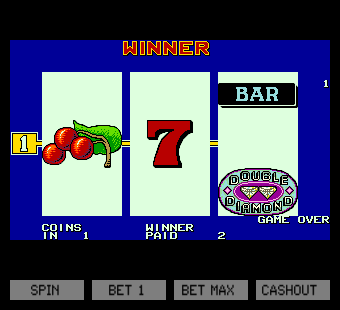 WINNER
BAR
1
1
7
DOUBLE
DIAMOND
GAME OVER
COINS
IN 1
WINNER
PAID 2
SPIN BET 1 BET MAX CASHOUT